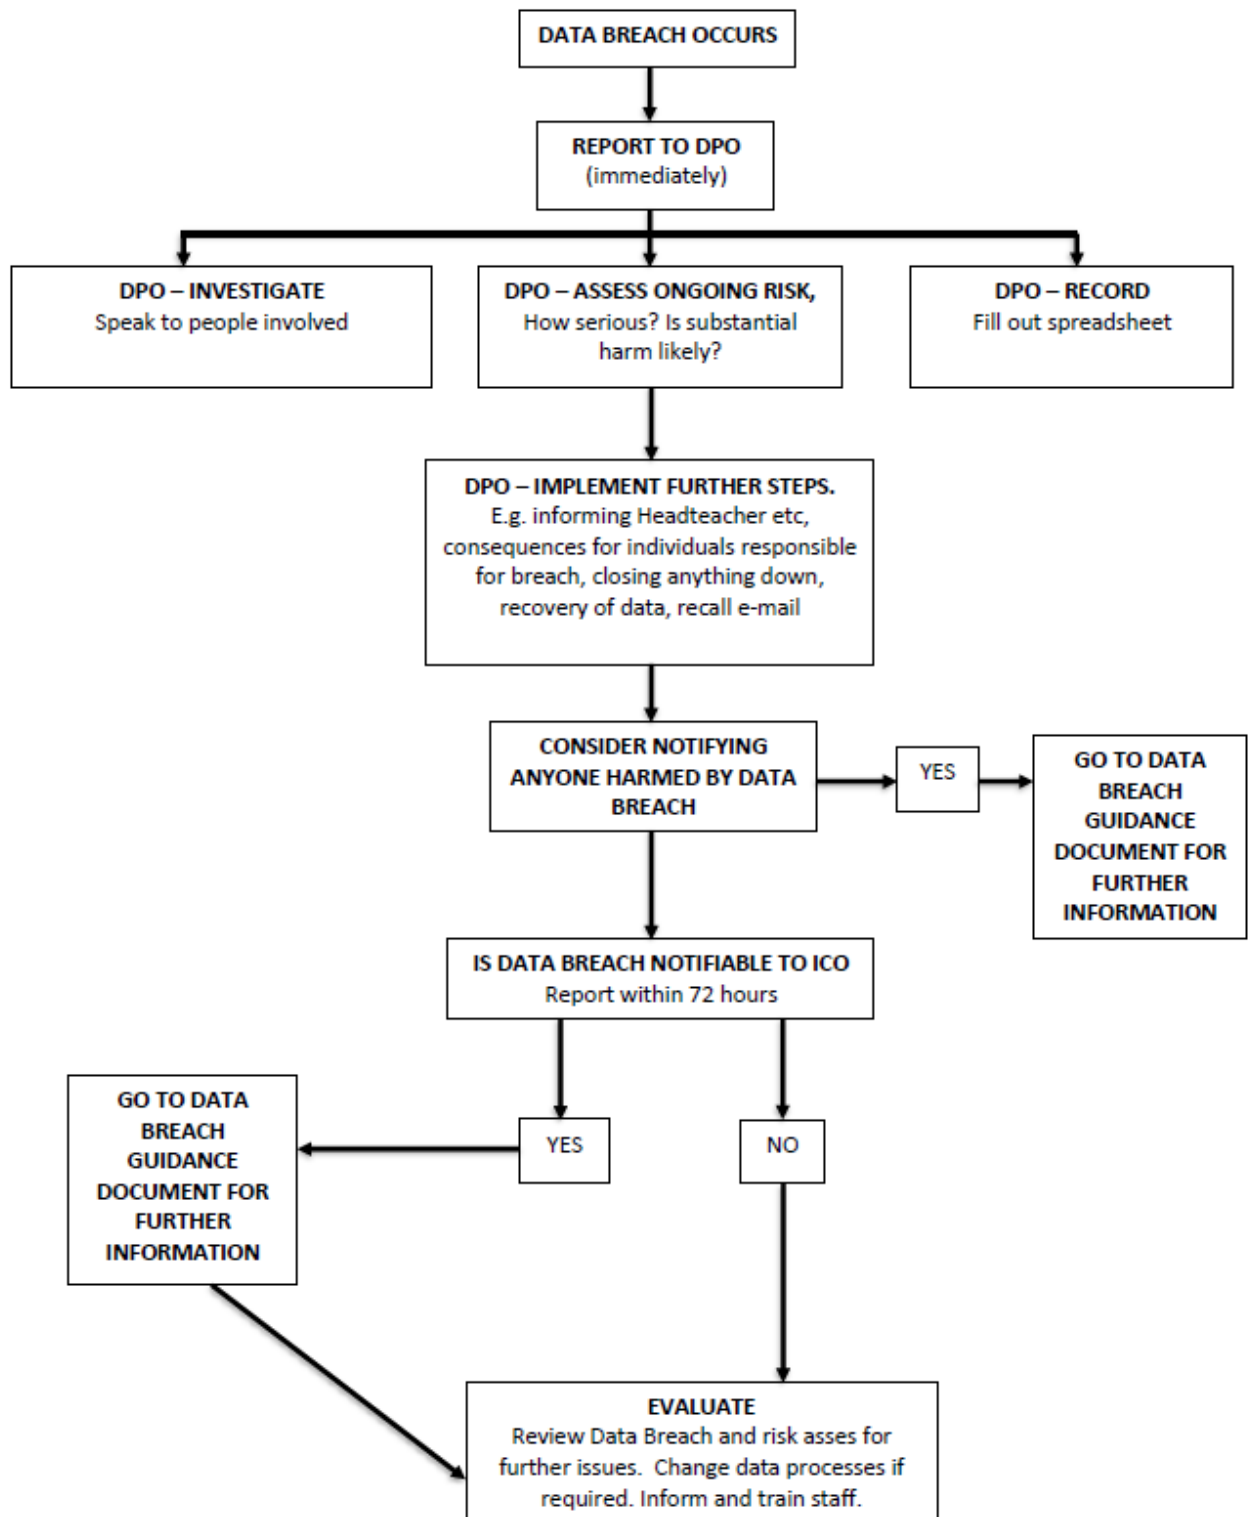 DATA BREACH OCCURS
REPORT TO DPO
(immediately)
DPO – INVESTIGATE
Speak to people involved
DPO – ASSESS ONGOING RISK,
How serious? Is substantial
harm likely?
DPO – RECORD
Fill out spreadsheet
DPO – IMPLEMENT FURTHER STEPS.
E.g. informing Headteacher etc,
consequences for individuals responsible
for breach, closing anything down,
recovery of data, recall e-mail
CONSIDER NOTIFYING
ANYONE HARMED BY DATA
BREACH
YES
GO TO DATA
BREACH
GUIDANCE
DOCUMENT FOR
FURTHER
INFORMATION
IS DATA BREACH NOTIFIABLE TO ICO
Report within 72 hours
GO TO DATA
BREACH
GUIDANCE
DOCUMENT FOR
FURTHER
INFORMATION
YES
NO
EVALUATE
Review Data Breach and risk asses for
further issues.  Change data processes if
required. Inform and train staff.